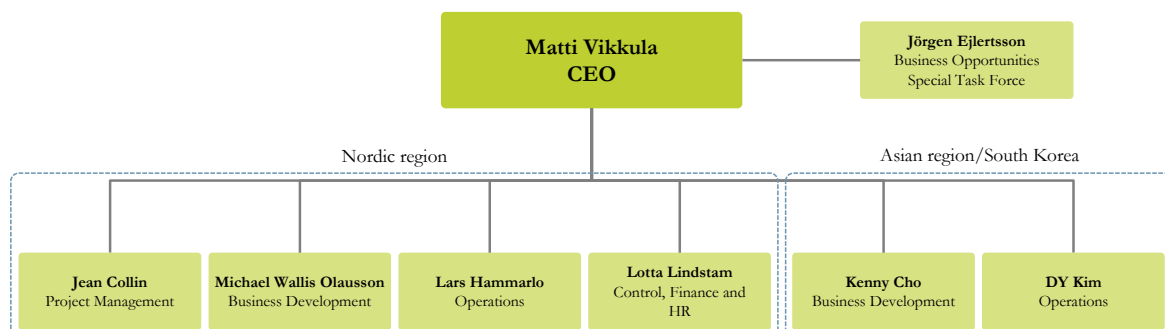 Matti Vikkula
CEO
Jörgen Ejlertsson
Business Opportunities
Special Task Force
Nordic region
Asian region/South Korea
Jean Collin
Project Management
Michael Wallis Olausson
Business Development
Lars Hammarlo
Operations
Lotta Lindstam
Control, Finance and
HR
Kenny Cho
Business Development
DY Kim
Operations